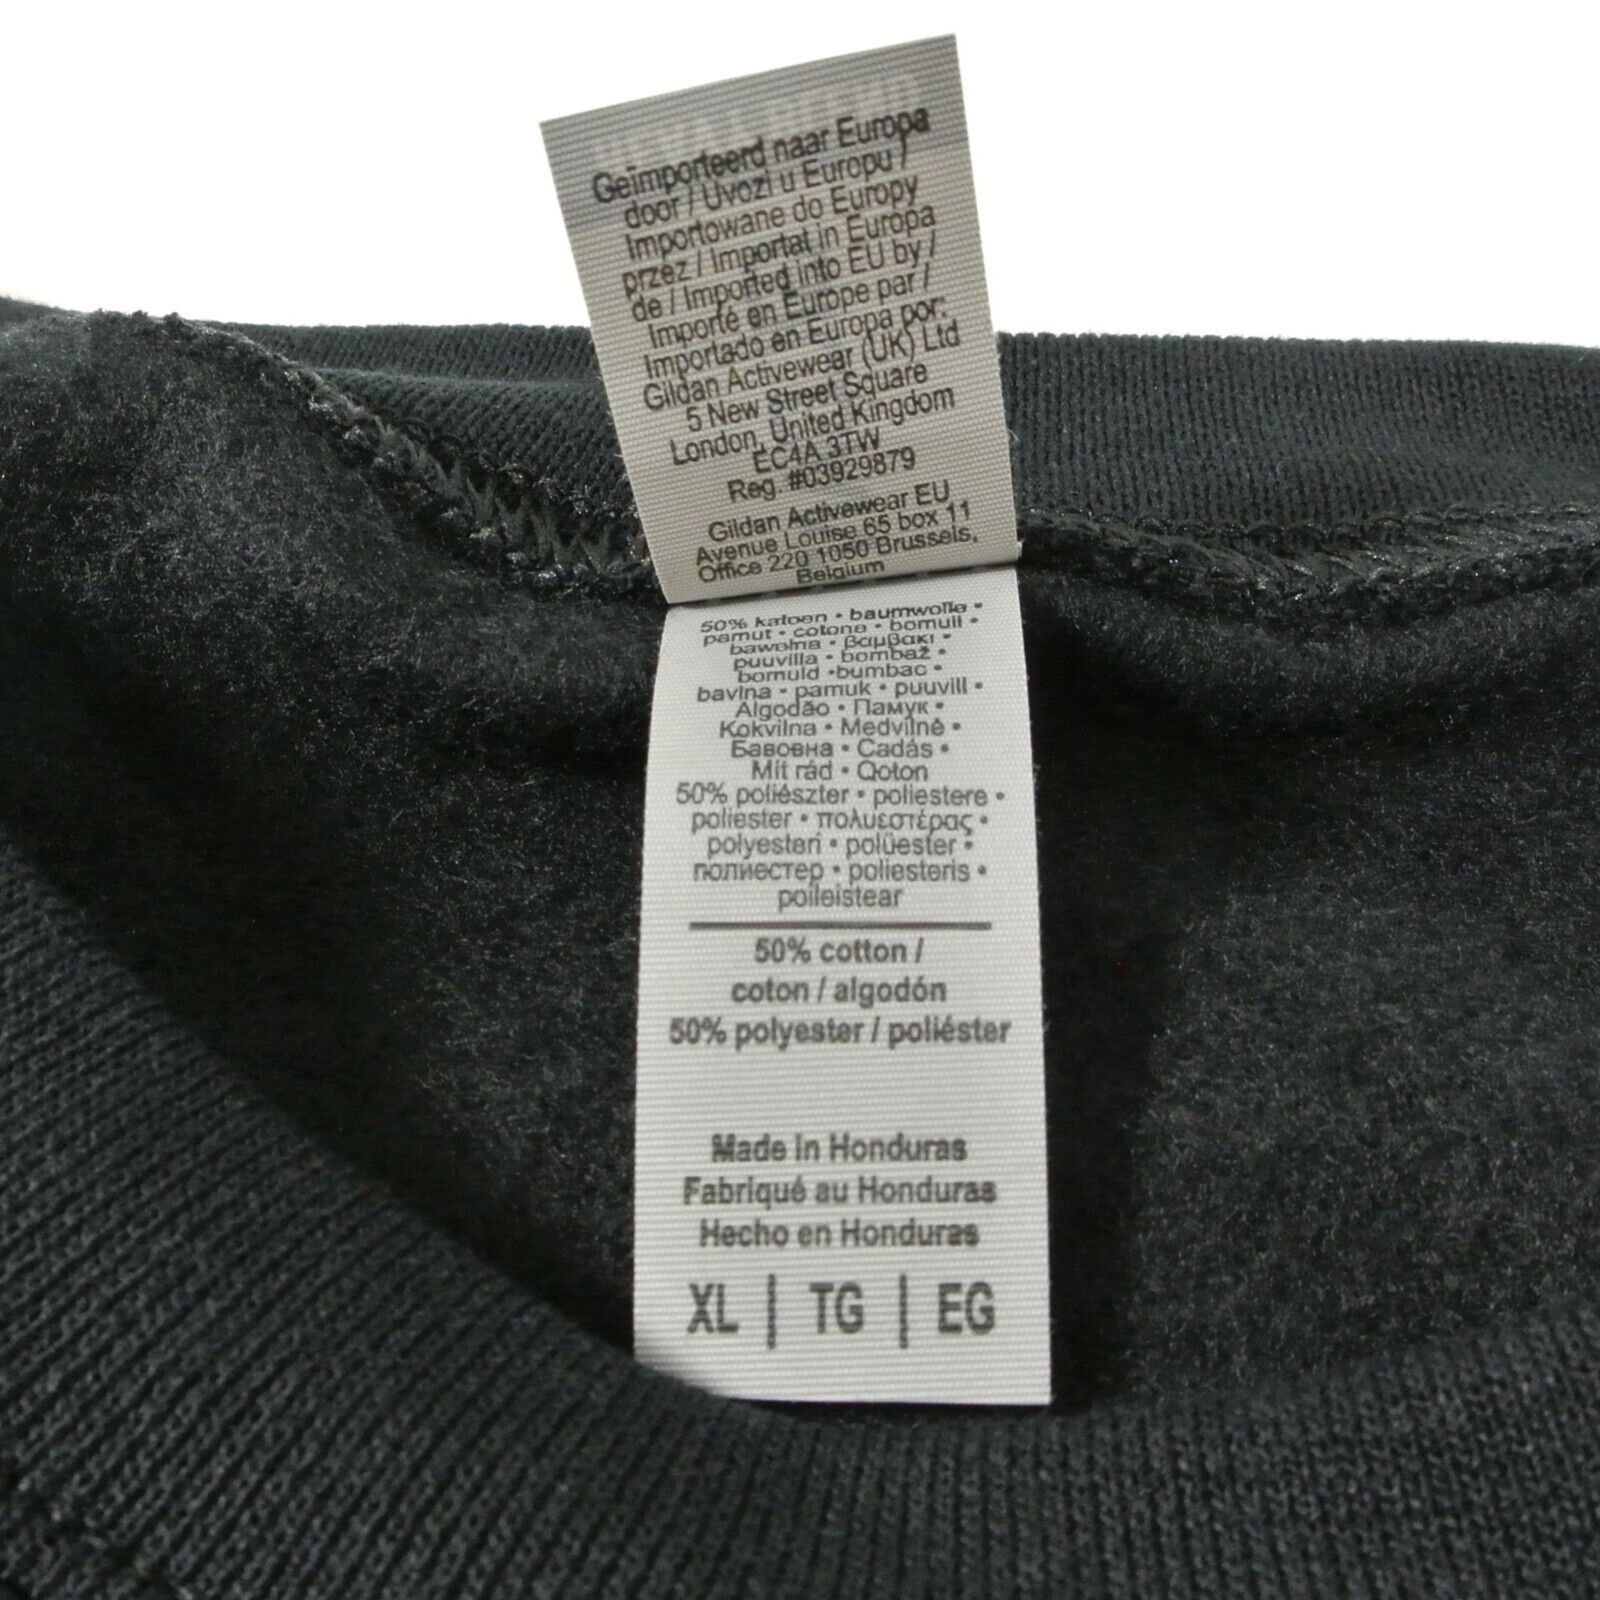 Geïmporteerd naar Europa
door / Uvozi u Europu /
Importowane do Europy
przez / Importat in Europa
de / Imported into EU by /
Importé en Europe par /
Importado en Europa por:
Gildan Activewear (UK) Ltd
5 New Street Square
London, United Kingdom
EC4A 3TW
Reg. #03929879
Gildan Activewear EU,
Avenue Louise 65 box 11
Office 220 1050 Brussels,
Belgium
50% katoen • baumwolle •
pamut • cotone • bomull •
bawełna • βαμβακι •
puuvilla • bombaž •
bomuld •bumbac •
bavlna • pamuk • puuvill •
Algodão • Памук •
Kokvilna • Medvilnė •
Бавовна • Cadás •
Mit rád • Qoton
50% poliészter • poliestere •
poliester • πολυεστέρας •
polyesteri • polüester •
полиестер • poliesteris •
poileistear
50% cotton /
coton / algodón
50% polyester / poliéster
Made in Honduras
Fabriqué au Honduras
Hecho en Honduras
XL | TG | EG